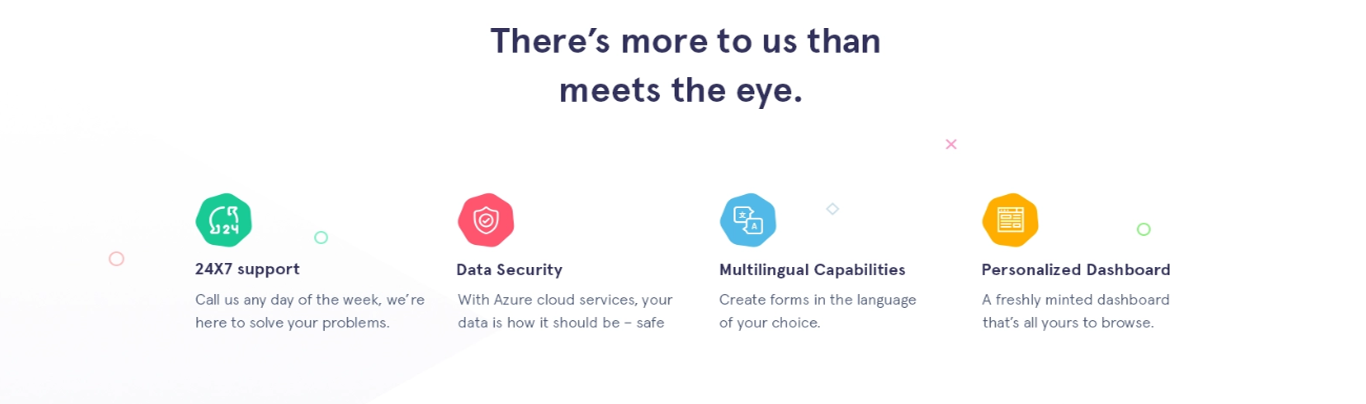 There’s more to us than
meets the eye.
24
文
A
24X7 support
Call us any day of the week, we’re
here to solve your problems.
Data Security
With Azure cloud services, your
data is how it should be – safe
Multilingual Capabilities
Create forms in the language
of your choice.
Personalized Dashboard
A freshly minted dashboard
that’s all yours to browse.